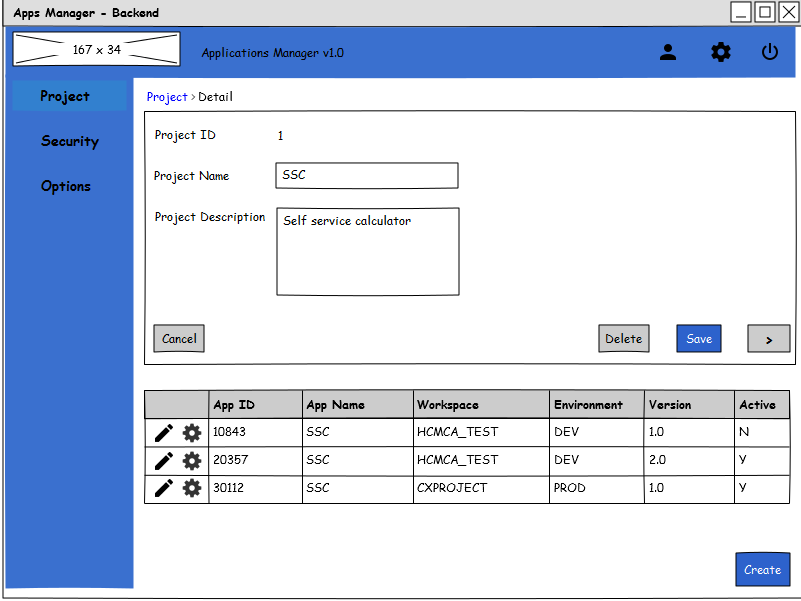 Apps Manager - Backend
167 x 34
Applications Manager v1.0
Project
Security
Options
Project > Detail
Project ID 1
Project Name SSC
Project Description Self service calculator
Cancel Delete Save >
App ID App Name Workspace Environment Version Active
10843 SSC HCMCA_TEST DEV 1.0 N
20357 SSC HCMCA_TEST DEV 2.0 Y
30112 SSC CXPROJECT PROD 1.0 Y
Create